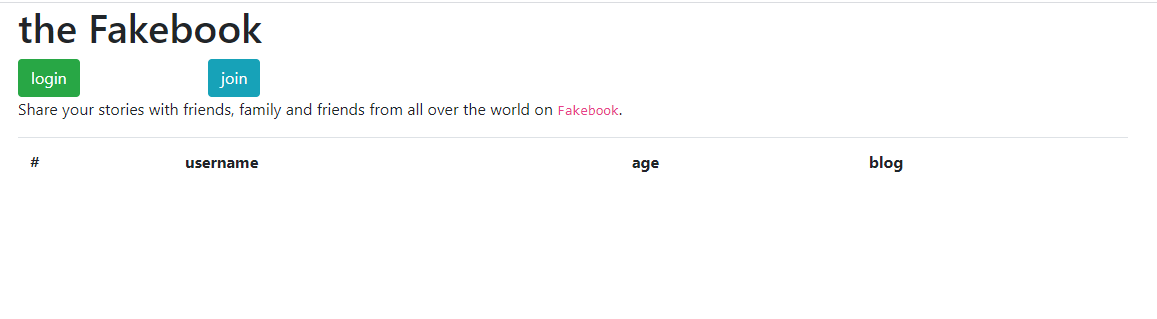 the Fakebook
login join
Share your stories with friends, family and friends from all over the world on Fakebook.
# username age blog